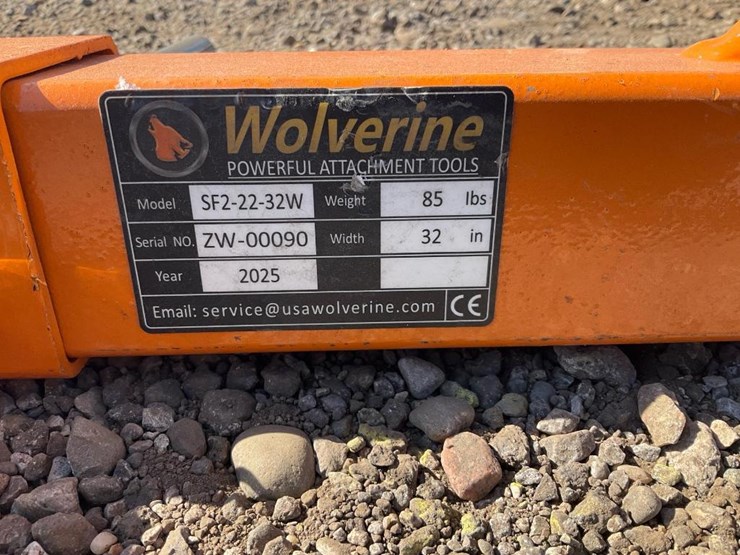 Wolverine
POWERFUL ATTACHMENT TOOLS
Model SF2-22-32W Weight 85 lbs
Serial NO. ZW-00090 Width 32 in
Year 2025
Email: service@usawolverine.com CE